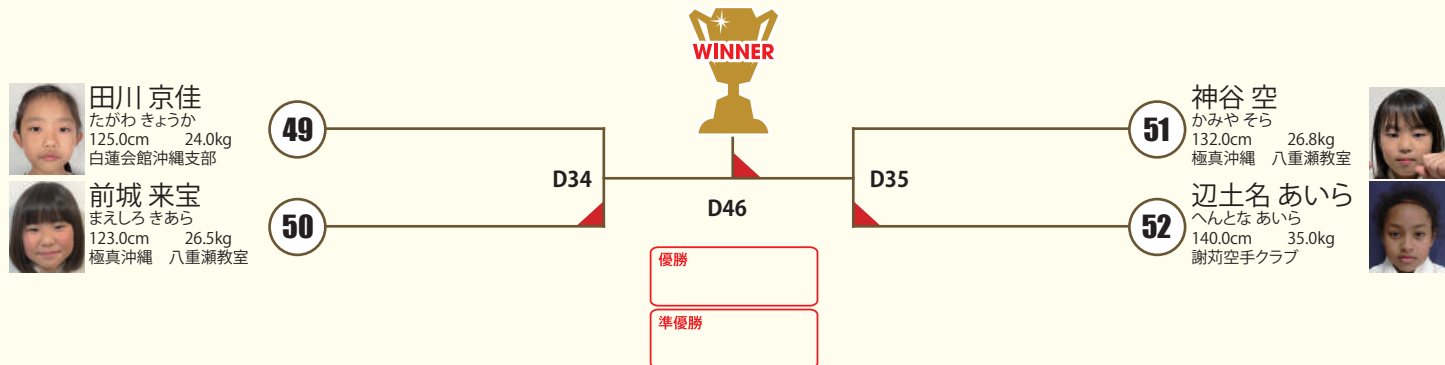 WINNER
田川 京佳
たがわ きょうか
125.0cm 24.0kg
白蓮会館沖縄支部
49
前城 来宝
まえしろ きあら
123.0cm 26.5kg
極真沖縄 八重瀬教室
50
D34
D46
D35
51
神谷 空
かみや そら
132.0cm 26.8kg
極真沖縄 八重瀬教室
52
辺土名 あいら
へんとな あいら
140.0cm 35.0kg
謝苅空手クラブ
優勝
準優勝